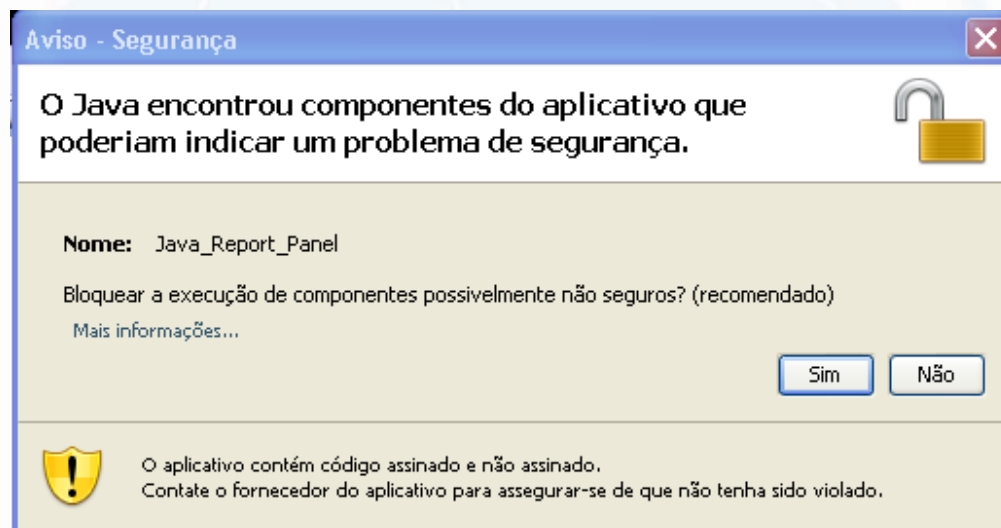 Aviso - Segurança
O Java encontrou componentes do aplicativo que
poderiam indicar um problema de segurança.
Nome: Java_Report_Panel
Bloquear a execução de componentes possivelmente não seguros? (recomendado)
Mais informações...
Sim Não
O aplicativo contém código assinado e não assinado.
Contate o fornecedor do aplicativo para assegurar-se de que não tenha sido violado.